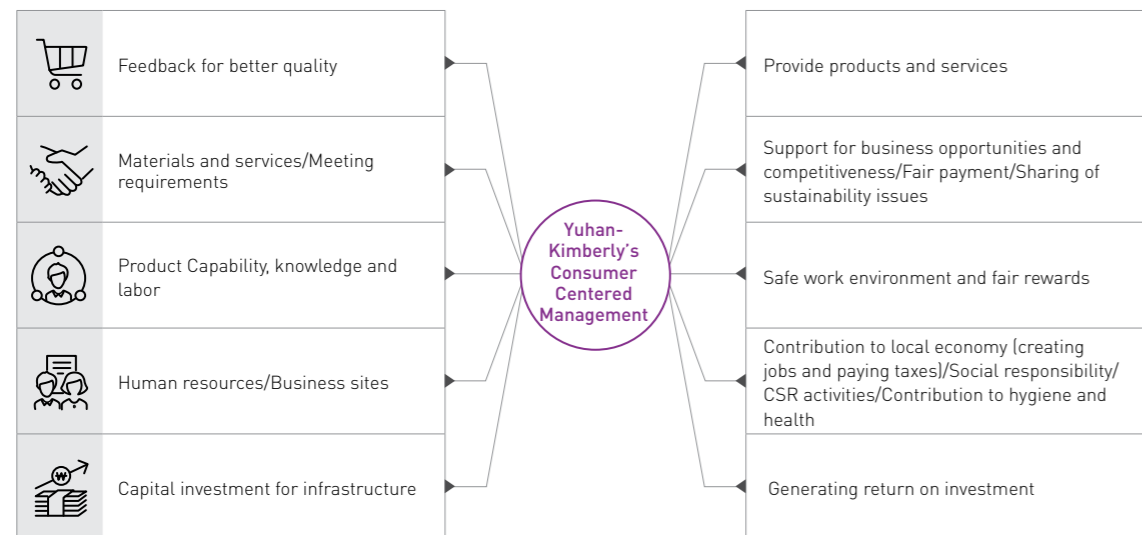 Feedback for better quality
Materials and services/Meeting
requirements
Product Capability, knowledge and
labor
Human resources/Business sites
Capital investment for infrastructure
Yuhan-
Kimberly's
Consumer
Centered
Management
Provide products and services
Support for business opportunities and
competitiveness/Fair payment/Sharing of
sustainability issues
Safe work environment and fair rewards
Contribution to local economy (creating
jobs and paying taxes)/Social responsibility/
CSR activities/Contribution to hygiene and
health
Generating return on investment